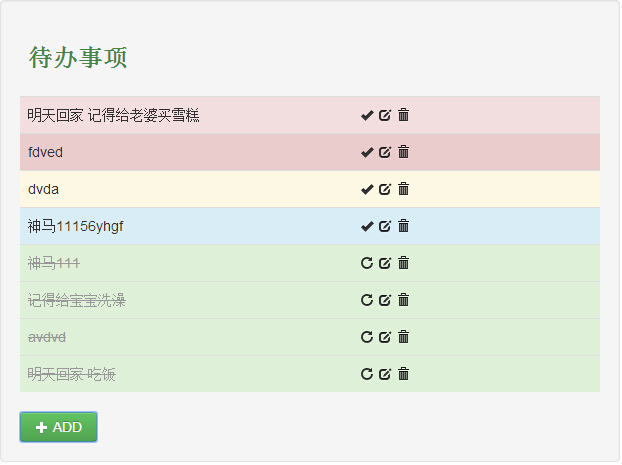 待办事项
明天回家 记得给老婆买雪糕
fdved
dvda
神马11156yhgf
神马111
记得给宝宝洗澡
avdvd
明天回家 吃饭
ADD